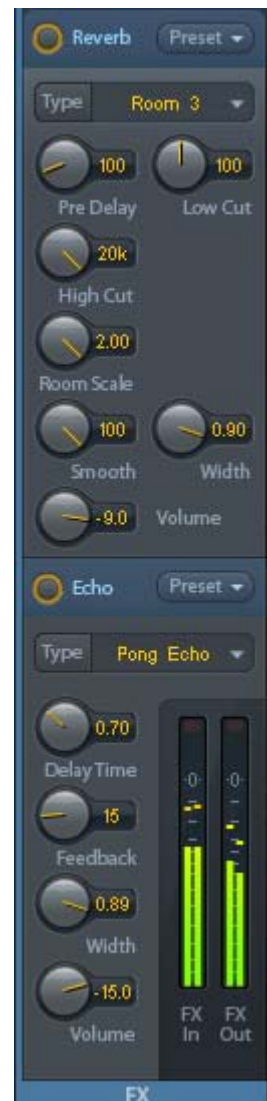 Reverb Preset
Type Room 3
100 100
Pre Delay Low Cut
20k
High Cut
2.00
Room Scale
100 0.90
Smooth Width
-9.0 Volume
Echo Preset
Type Pong Echo
0.70
Delay Time
-0- -0-
15
Feedback
0.89
Width
-15.0
Volume
FX In
FX Out
FX